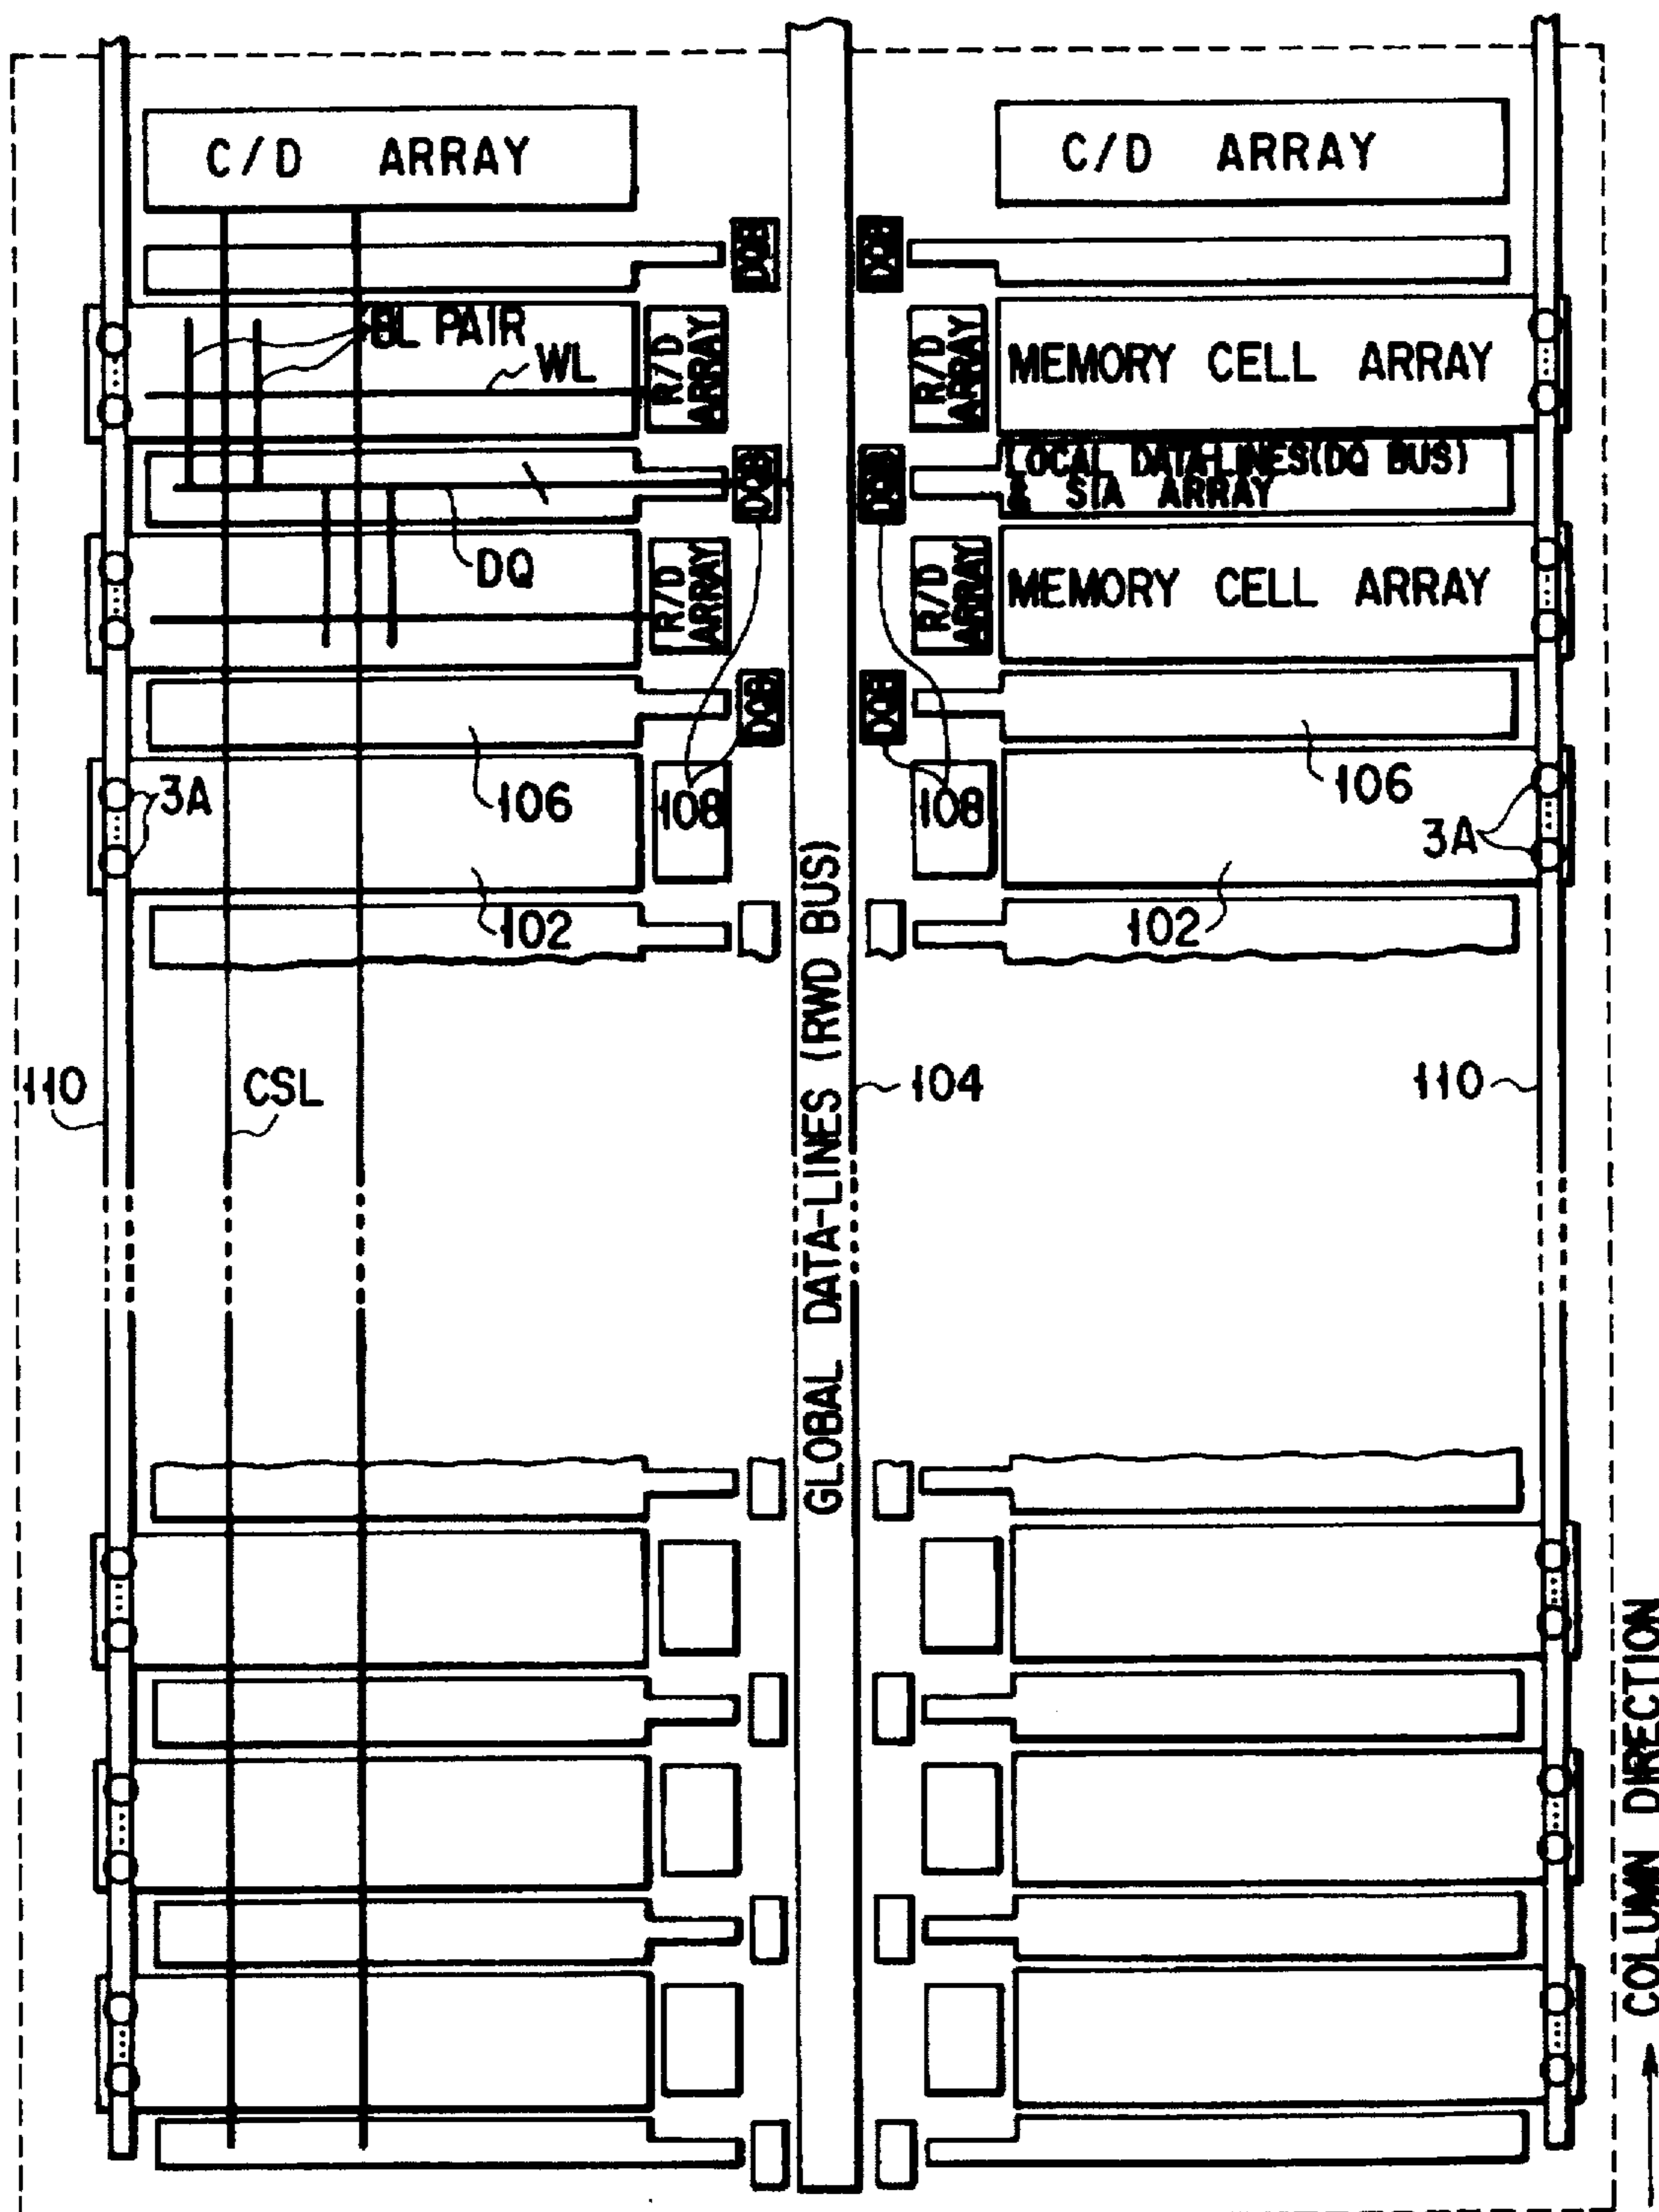 C/D ARRAY
C/D ARRAY
DQB
DQB
BL PAIR
WL
R/D
ARRAY
R/D
ARRAY
MEMORY CELL ARRAY
DQB
DQB
LOCAL DATA-LINES(DQ BUS)
& S/A ARRAY
DQ
R/D
ARRAY
R/D
ARRAY
MEMORY CELL ARRAY
DQB
DQB
3A
106
108
108
106
3A
102
102
GLOBAL DATA-LINES (RWD BUS)
110
CSL
104
110
COLUMN DIRECTION